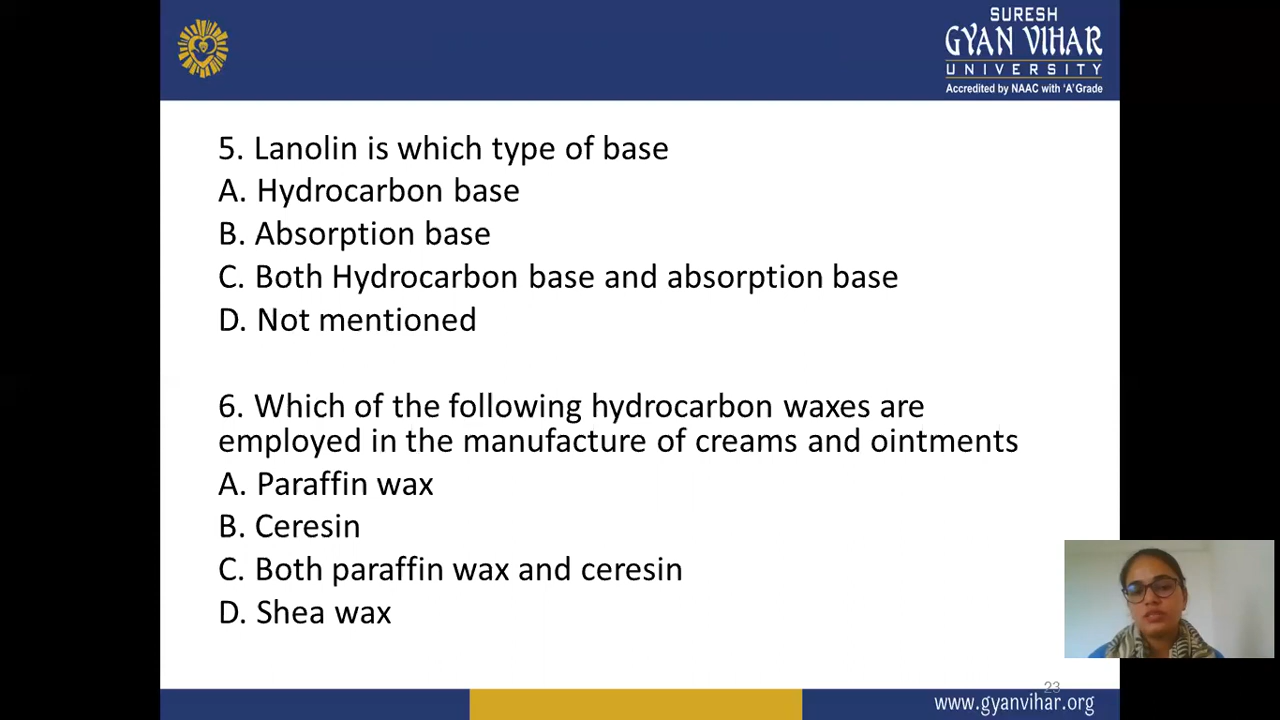 SURESH
GYAN VIHAR
UNIVERSITY
Accredited by NAAC with 'A' Grade
5. Lanolin is which type of base
A. Hydrocarbon base
B. Absorption base
C. Both Hydrocarbon base and absorption base
D. Not mentioned
6. Which of the following hydrocarbon waxes are
employed in the manufacture of creams and ointments
A. Paraffin wax
B. Ceresin
C. Both paraffin wax and ceresin
D. Shea wax
23
www.gyanvihar.org